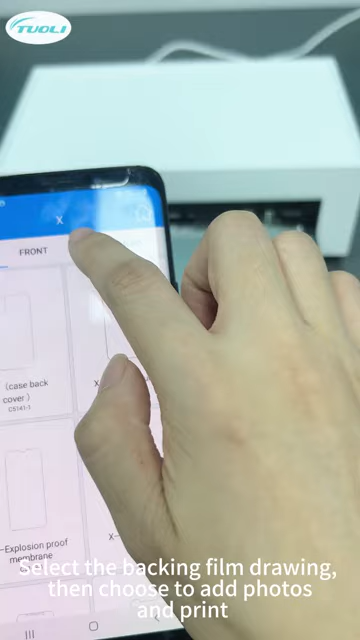 TUOLI
X
FRONT
(case back
cover )
C5141-1
X-
-Explosion proof
membrane
X-
Select the backing film drawing,
then choose to add photos
and print